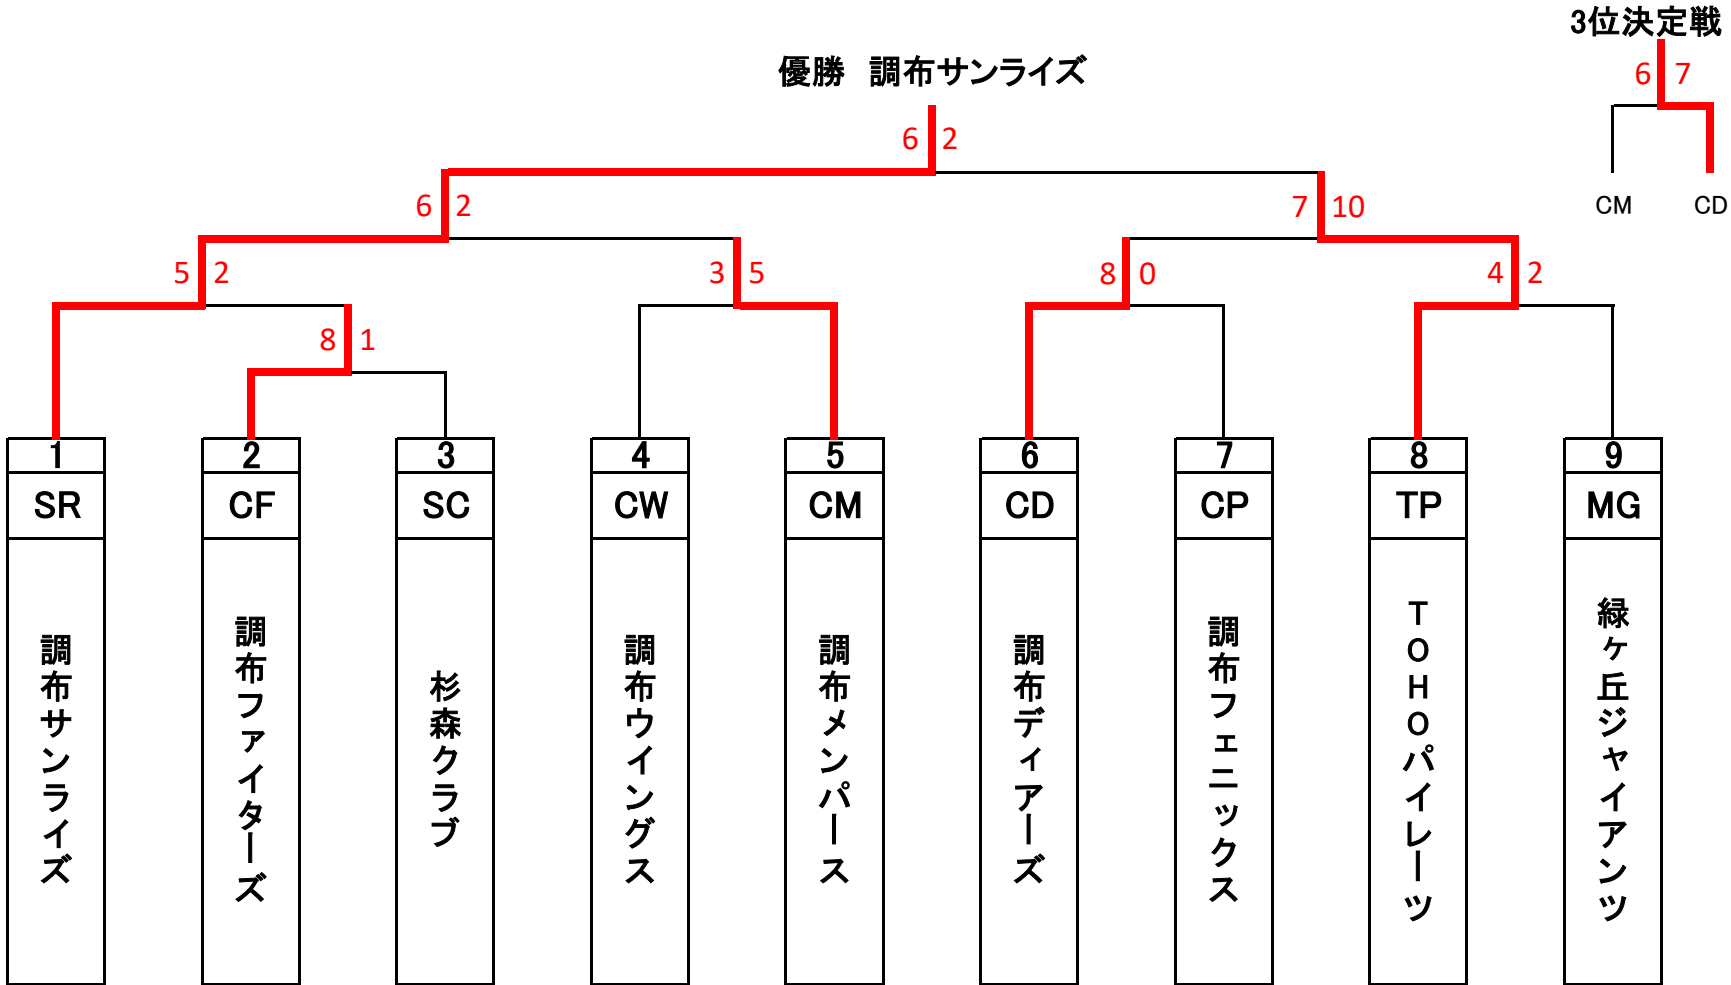 3位決定戦
優勝 調布サンライズ
6 7
6 2
CM CD
6 2
7 10
5 2
3 5
8 0
4 2
8 1
1 2 3 4 5 6 7 8 9
SR CF SC CW CM CD CP TP MG
調布サンライズ
調布ファイターズ
杉森クラブ
調布ウイングス
調布メンパース
調布ディアーズ
調布フェニックス
TOHOパイレーツ
緑ヶ丘ジャイアンツ